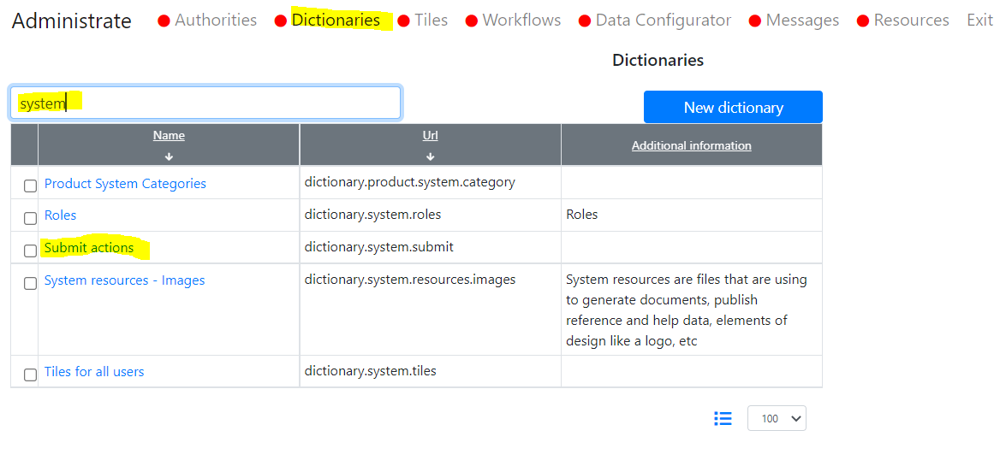 Administrate Authorities Dictionaries Tiles Workflows Data Configurator Messages Resources Exit
Dictionaries
system
New dictionary
Name Url Additional information
Product System Categories dictionary.product.system.category
Roles dictionary.system.roles Roles
Submit actions dictionary.system.submit
System resources - Images dictionary.system.resources.images System resources are files that are using
to generate documents, publish
reference and help data, elements of
design like a logo, etc
Tiles for all users dictionary.system.tiles
100